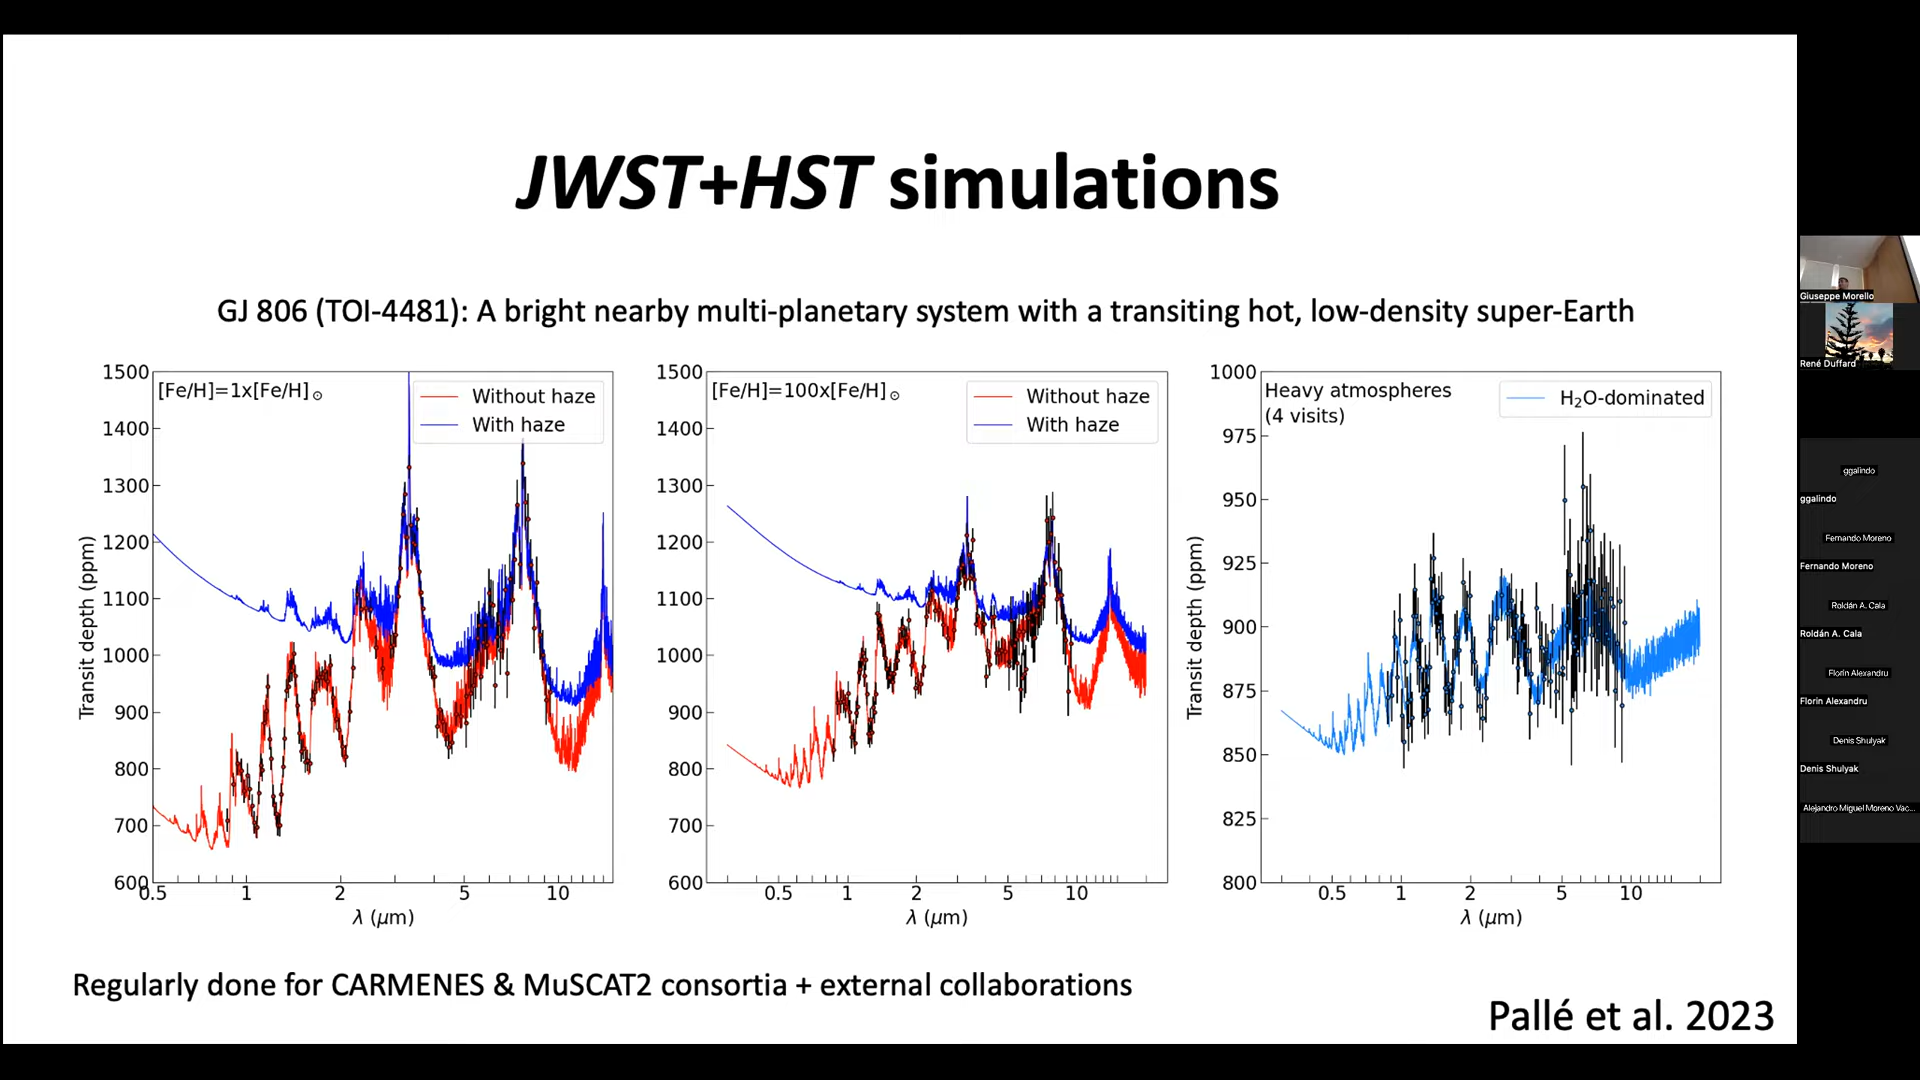 JWST+HST simulations
GJ 806 (TOI-4481): A bright nearby multi-planetary system with a transiting hot, low-density super-Earth
[Fe/H]=1x[Fe/H]☉
Without haze
With haze
1500
1400
1300
1200
1100
1000
900
800
700
600
Transit depth (ppm)
0.5 1 2 5 10
λ (μm)
[Fe/H]=100x[Fe/H]☉
Without haze
With haze
1500
1400
1300
1200
1100
1000
900
800
700
600
0.5 1 2 5 10
λ (μm)
Heavy atmospheres
(4 visits)
H₂O-dominated
1000
975
950
925
900
875
850
825
800
Transit depth (ppm)
0.5 1 2 5 10
λ (μm)
Regularly done for CARMENES & MuSCAT2 consortia + external collaborations
Pallé et al. 2023
Giuseppe Morello
René Duffard
ggalindo
ggalindo
Fernando Moreno
Fernando Moreno
Roldán A. Cala
Roldán A. Cala
Florin Alexandru
Florin Alexandru
Denis Shulyak
Denis Shulyak
Alejandro Miguel Moreno Vac...